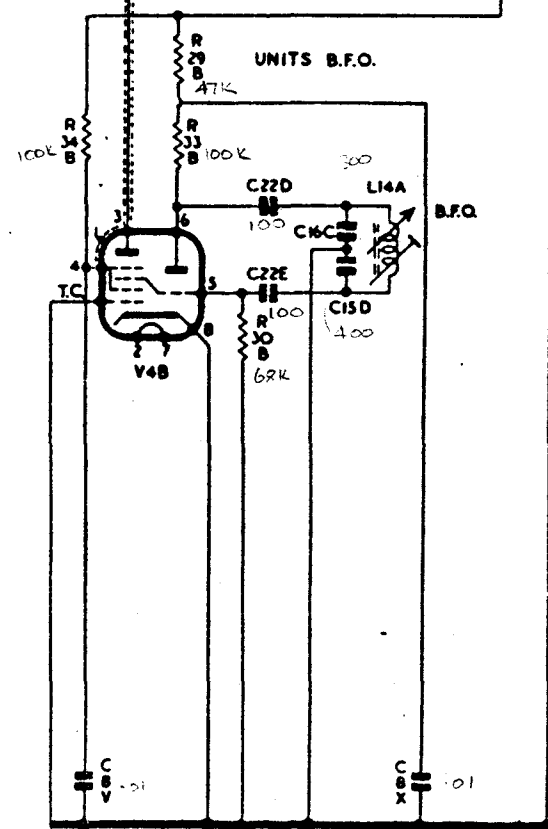 R
29
B
47K
UNITS B.F.O.
R
34
B
100K
R
33
B
100K
300
L14A
C22D
100
C16C
B.F.O.
3
6
4
T.C.
5
C22E
100
C15D
400
R
30
B
68K
8
2
7
V4B
C
8
V
.01
C
8
X
.01